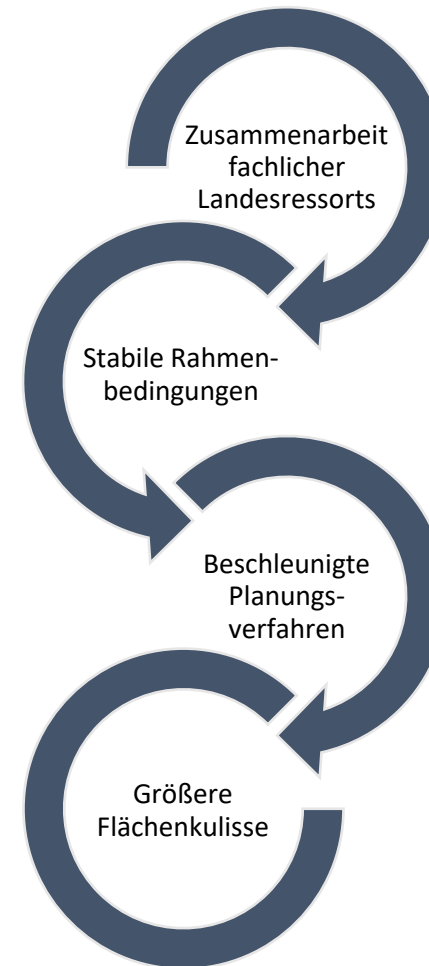 Zusammenarbeit
fachlicher
Landesressorts
Stabile Rahmen-
bedingungen
Beschleunigte
Planungs-
verfahren
Größere
Flächenkulisse